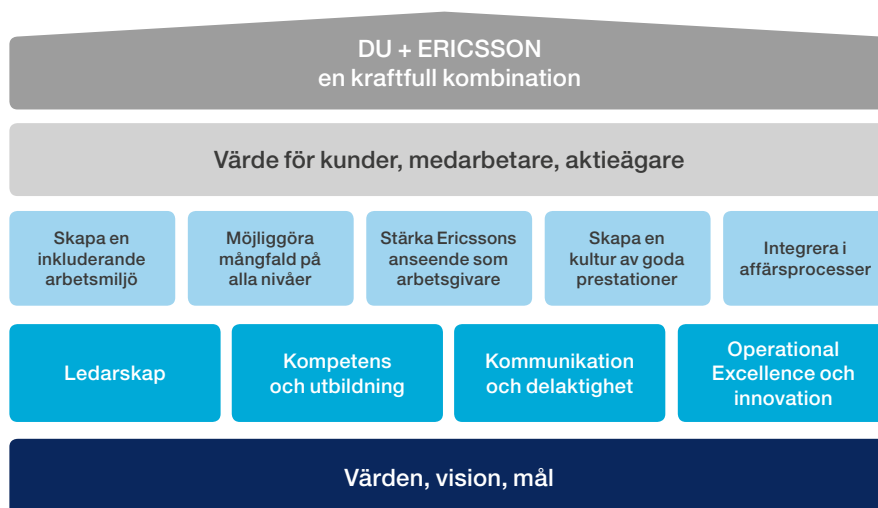 DU + ERICSSON
en kraftfull kombination
Värde för kunder, medarbetare, aktieägare
Skapa en
inkluderande
arbetsmiljö
Möjliggöra
mångfald på
alla nivåer
Stärka Ericssons
anseende som
arbetsgivare
Skapa en
kultur av goda
prestationer
Integrera i
affärsprocesser
Ledarskap
Kompetens
och utbildning
Kommunikation
och delaktighet
Operational
Excellence och
innovation
Värden, vision, mål